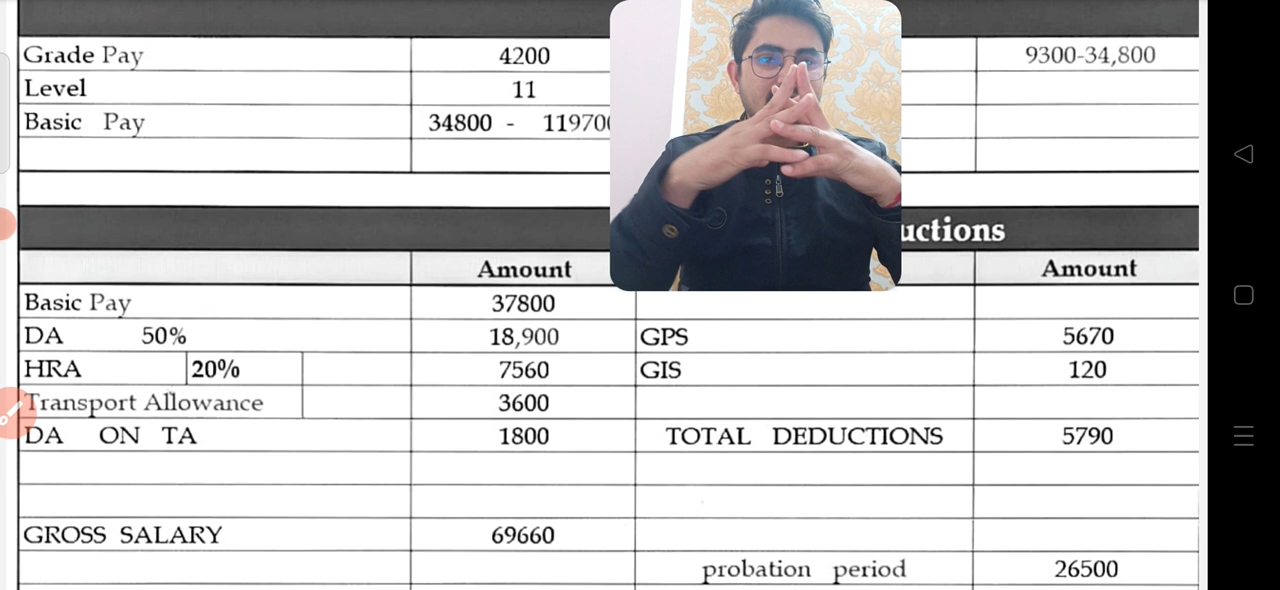 Grade Pay 4200 9300-34,800
Level 11
Basic Pay 34800 - 11970
uctions
Amount Amount
Basic Pay 37800
DA 50% 18,900 GPS 5670
HRA 20% 7560 GIS 120
Transport Allowance 3600
DA ON TA 1800 TOTAL DEDUCTIONS 5790
GROSS SALARY 69660
probation period 26500